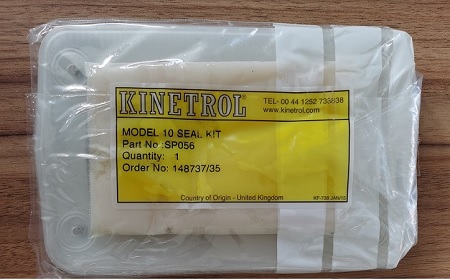 KINETROL®
TEL- 00 44 1252 733838
www.kinetrol.com
MODEL 10 SEAL KIT
Part No :SP056
Quantity: 1
Order No: 148737/35
Country of Origin - United Kingdom